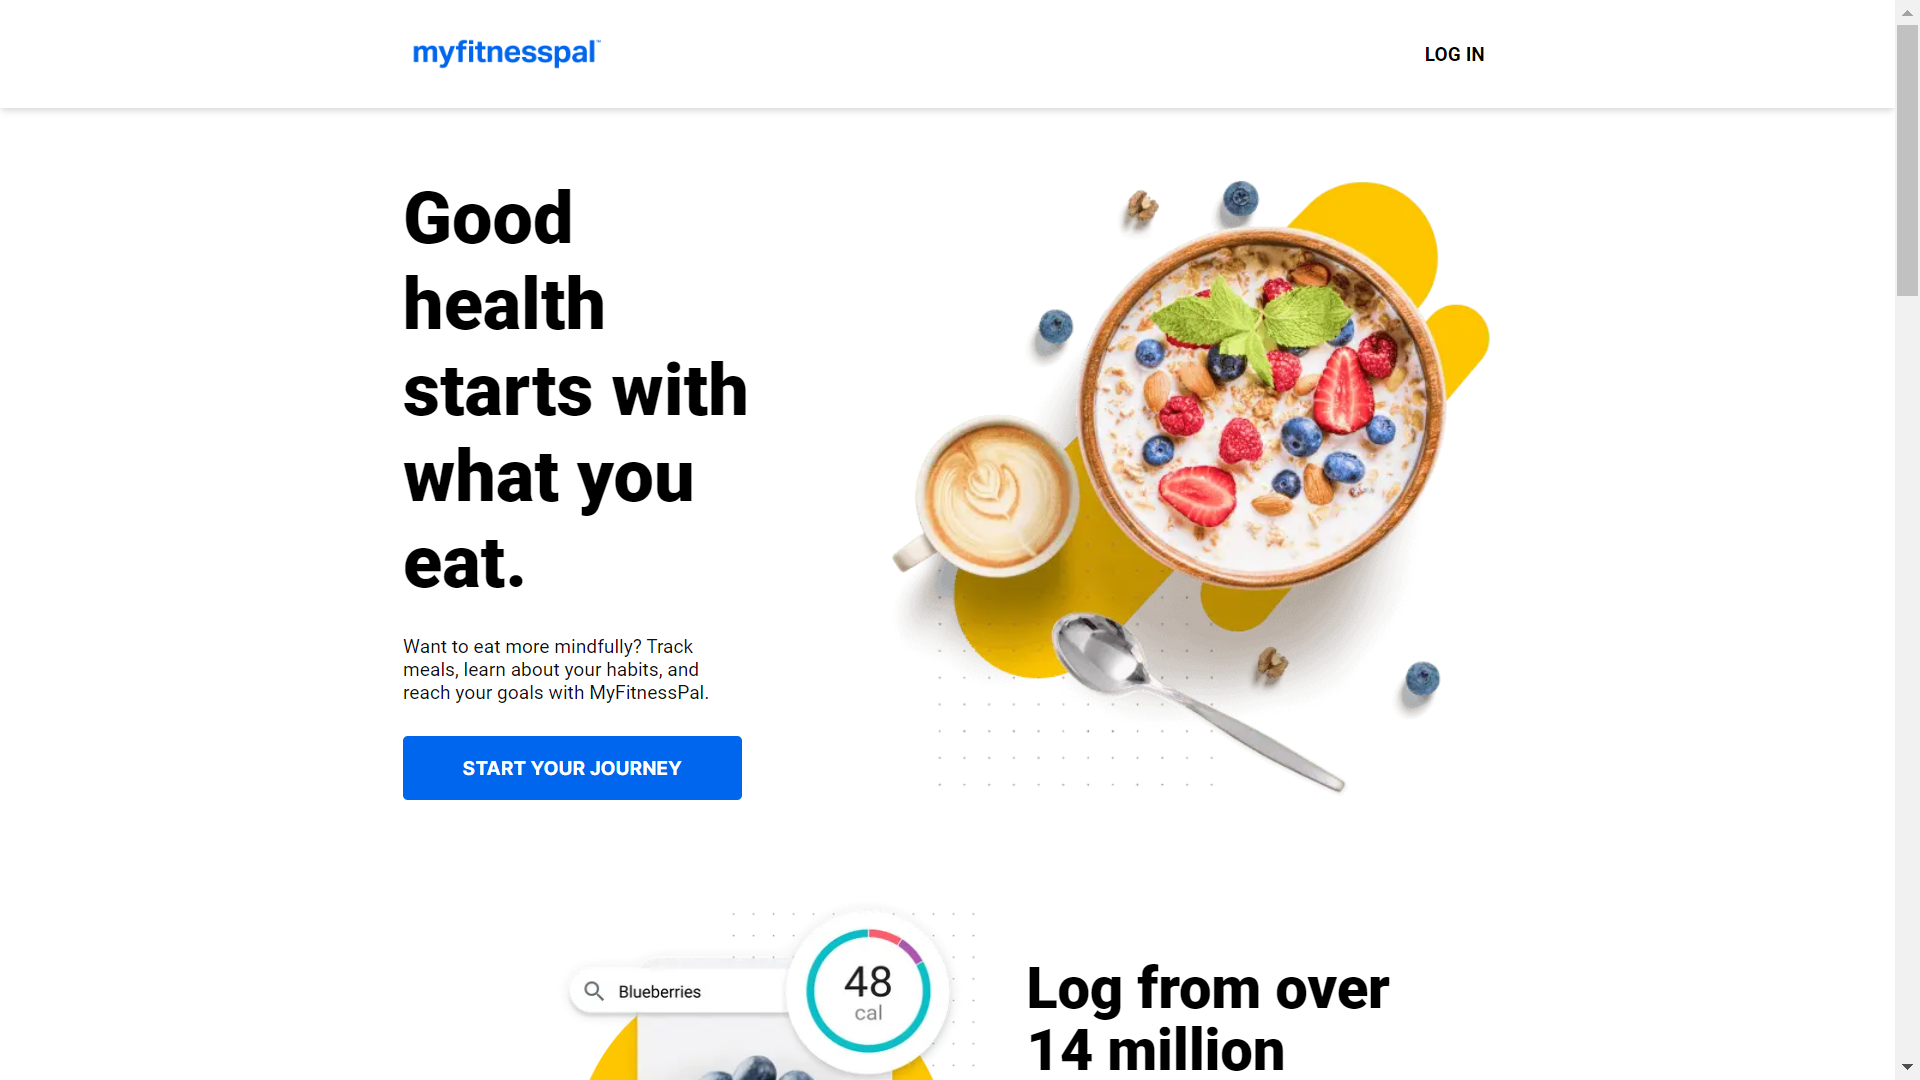 myfitnesspal™
LOG IN
Good
health
starts with
what you
eat.
Want to eat more mindfully? Track
meals, learn about your habits, and
reach your goals with MyFitnessPal.
START YOUR JOURNEY
Blueberries
48
cal
Log from over
14 million